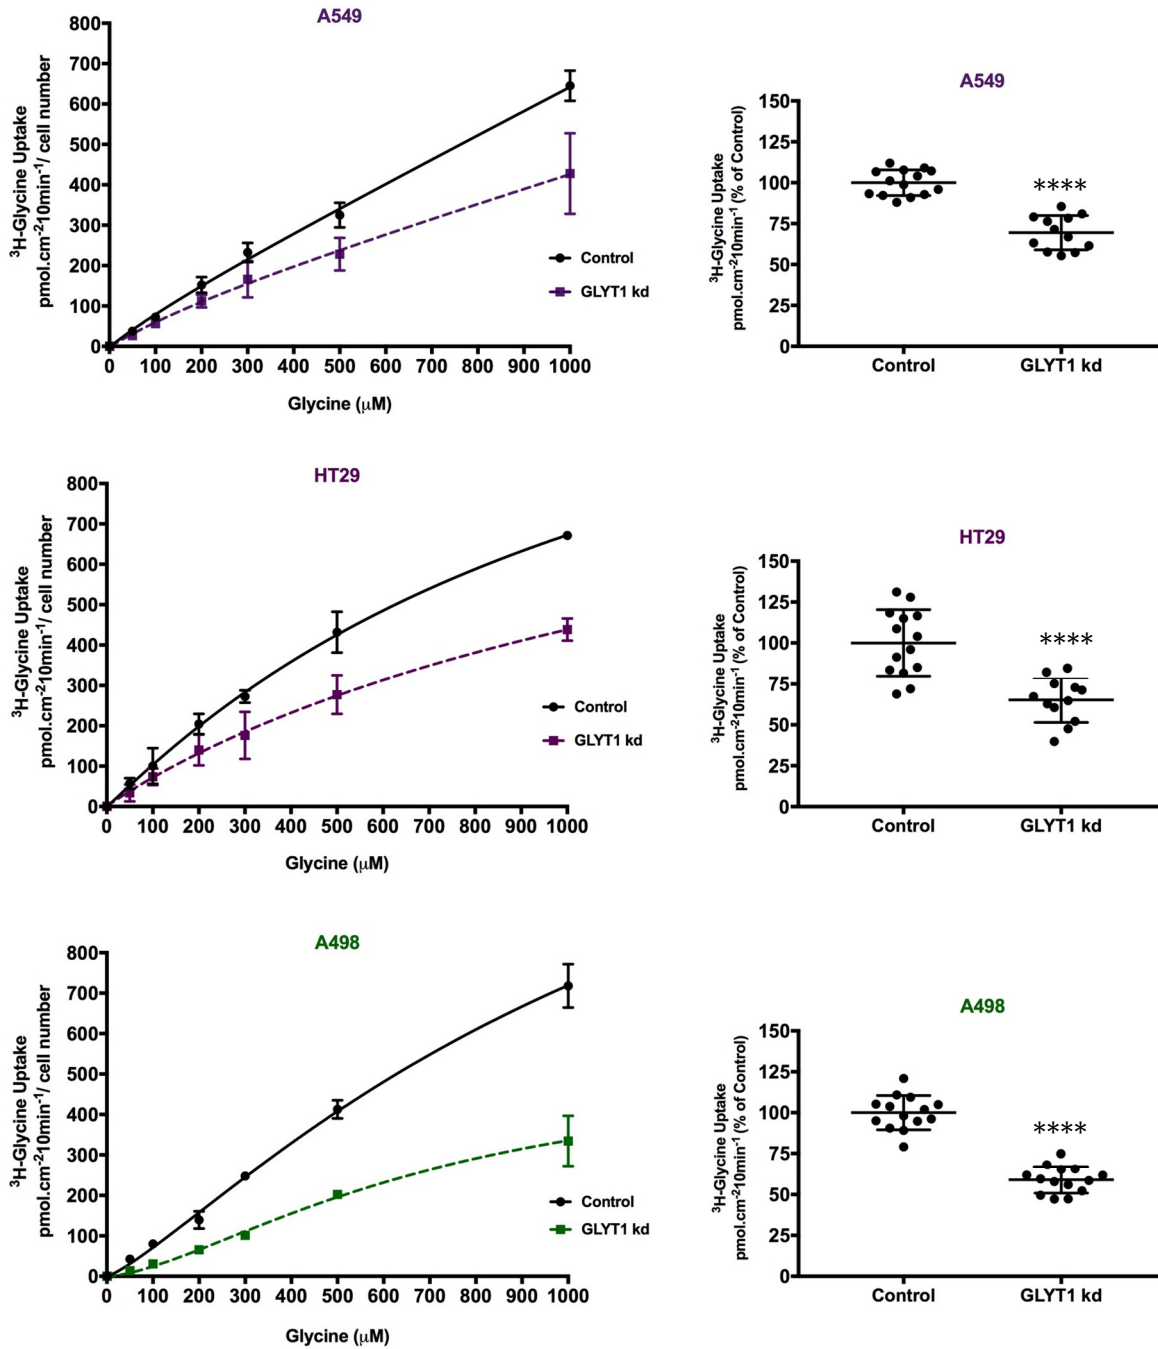 A549
³H-Glycine Uptake
pmol.cm⁻²10min⁻¹/ cell number
800
700
600
500
400
300
200
100
0
0 100 200 300 400 500 600 700 800 900 1000
Glycine (μM)
Control
GLYT1 kd
A549
³H-Glycine Uptake
pmol.cm⁻²10min⁻¹ (% of Control)
150
125
100
75
50
25
0
****
Control GLYT1 kd
HT29
³H-Glycine Uptake
pmol.cm⁻²10min⁻¹/ cell number
800
700
600
500
400
300
200
100
0
0 100 200 300 400 500 600 700 800 900 1000
Glycine (μM)
Control
GLYT1 kd
HT29
³H-Glycine Uptake
pmol.cm⁻²10min⁻¹ (% of Control)
150
125
100
75
50
25
0
****
Control GLYT1 kd
A498
³H-Glycine Uptake
pmol.cm⁻²10min⁻¹/ cell number
800
700
600
500
400
300
200
100
0
0 100 200 300 400 500 600 700 800 900 1000
Glycine (μM)
Control
GLYT1 kd
A498
³H-Glycine Uptake
pmol.cm⁻²10min⁻¹ (% of Control)
150
125
100
75
50
25
0
****
Control GLYT1 kd